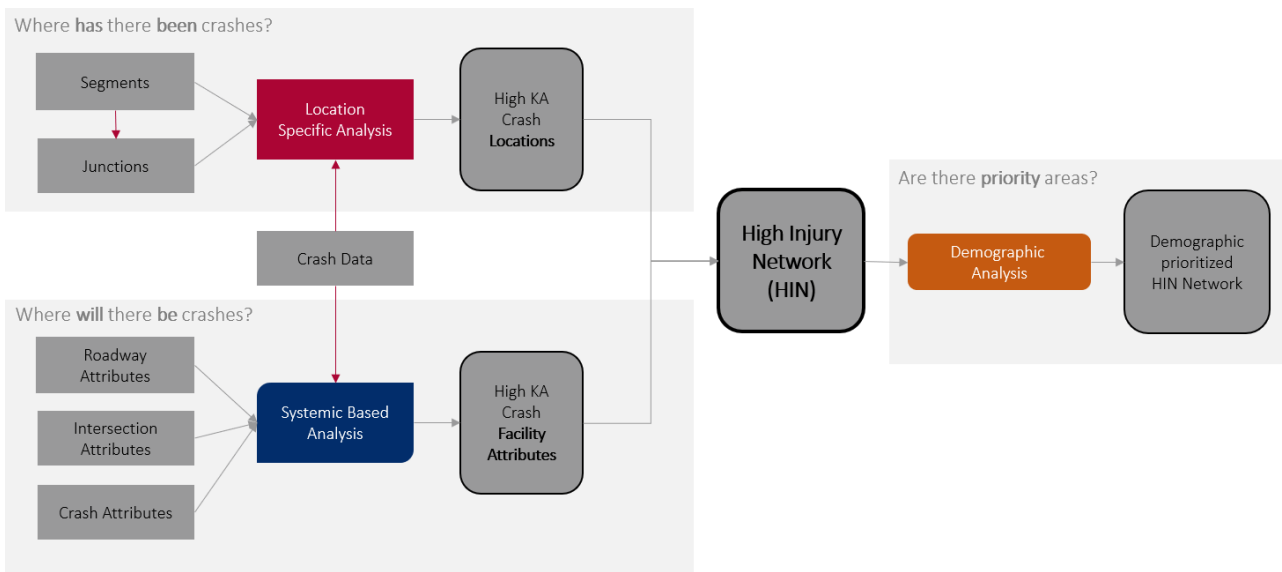 Where has there been crashes?
Segments
Junctions
Location
Specific Analysis
High KA
Crash
Locations
Crash Data
Where will there be crashes?
Roadway
Attributes
Intersection
Attributes
Crash Attributes
Systemic Based
Analysis
High KA
Crash
Facility
Attributes
High Injury
Network
(HIN)
Are there priority areas?
Demographic
Analysis
Demographic
prioritized
HIN Network